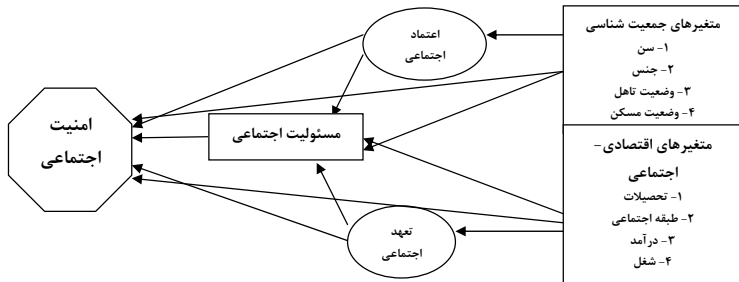 متغیرهای جمعیت شناسی
۱- سن
۲- جنس
۳- وضعیت تاهل
۴- وضعیت مسکن
متغیرهای اقتصادی-
اجتماعی
۱- تحصیلات
۲- طبقه اجتماعی
۳- درآمد
۴- شغل
اعتماد
اجتماعی
مسئولیت اجتماعی
تعهد
اجتماعی
امنیت
اجتماعی